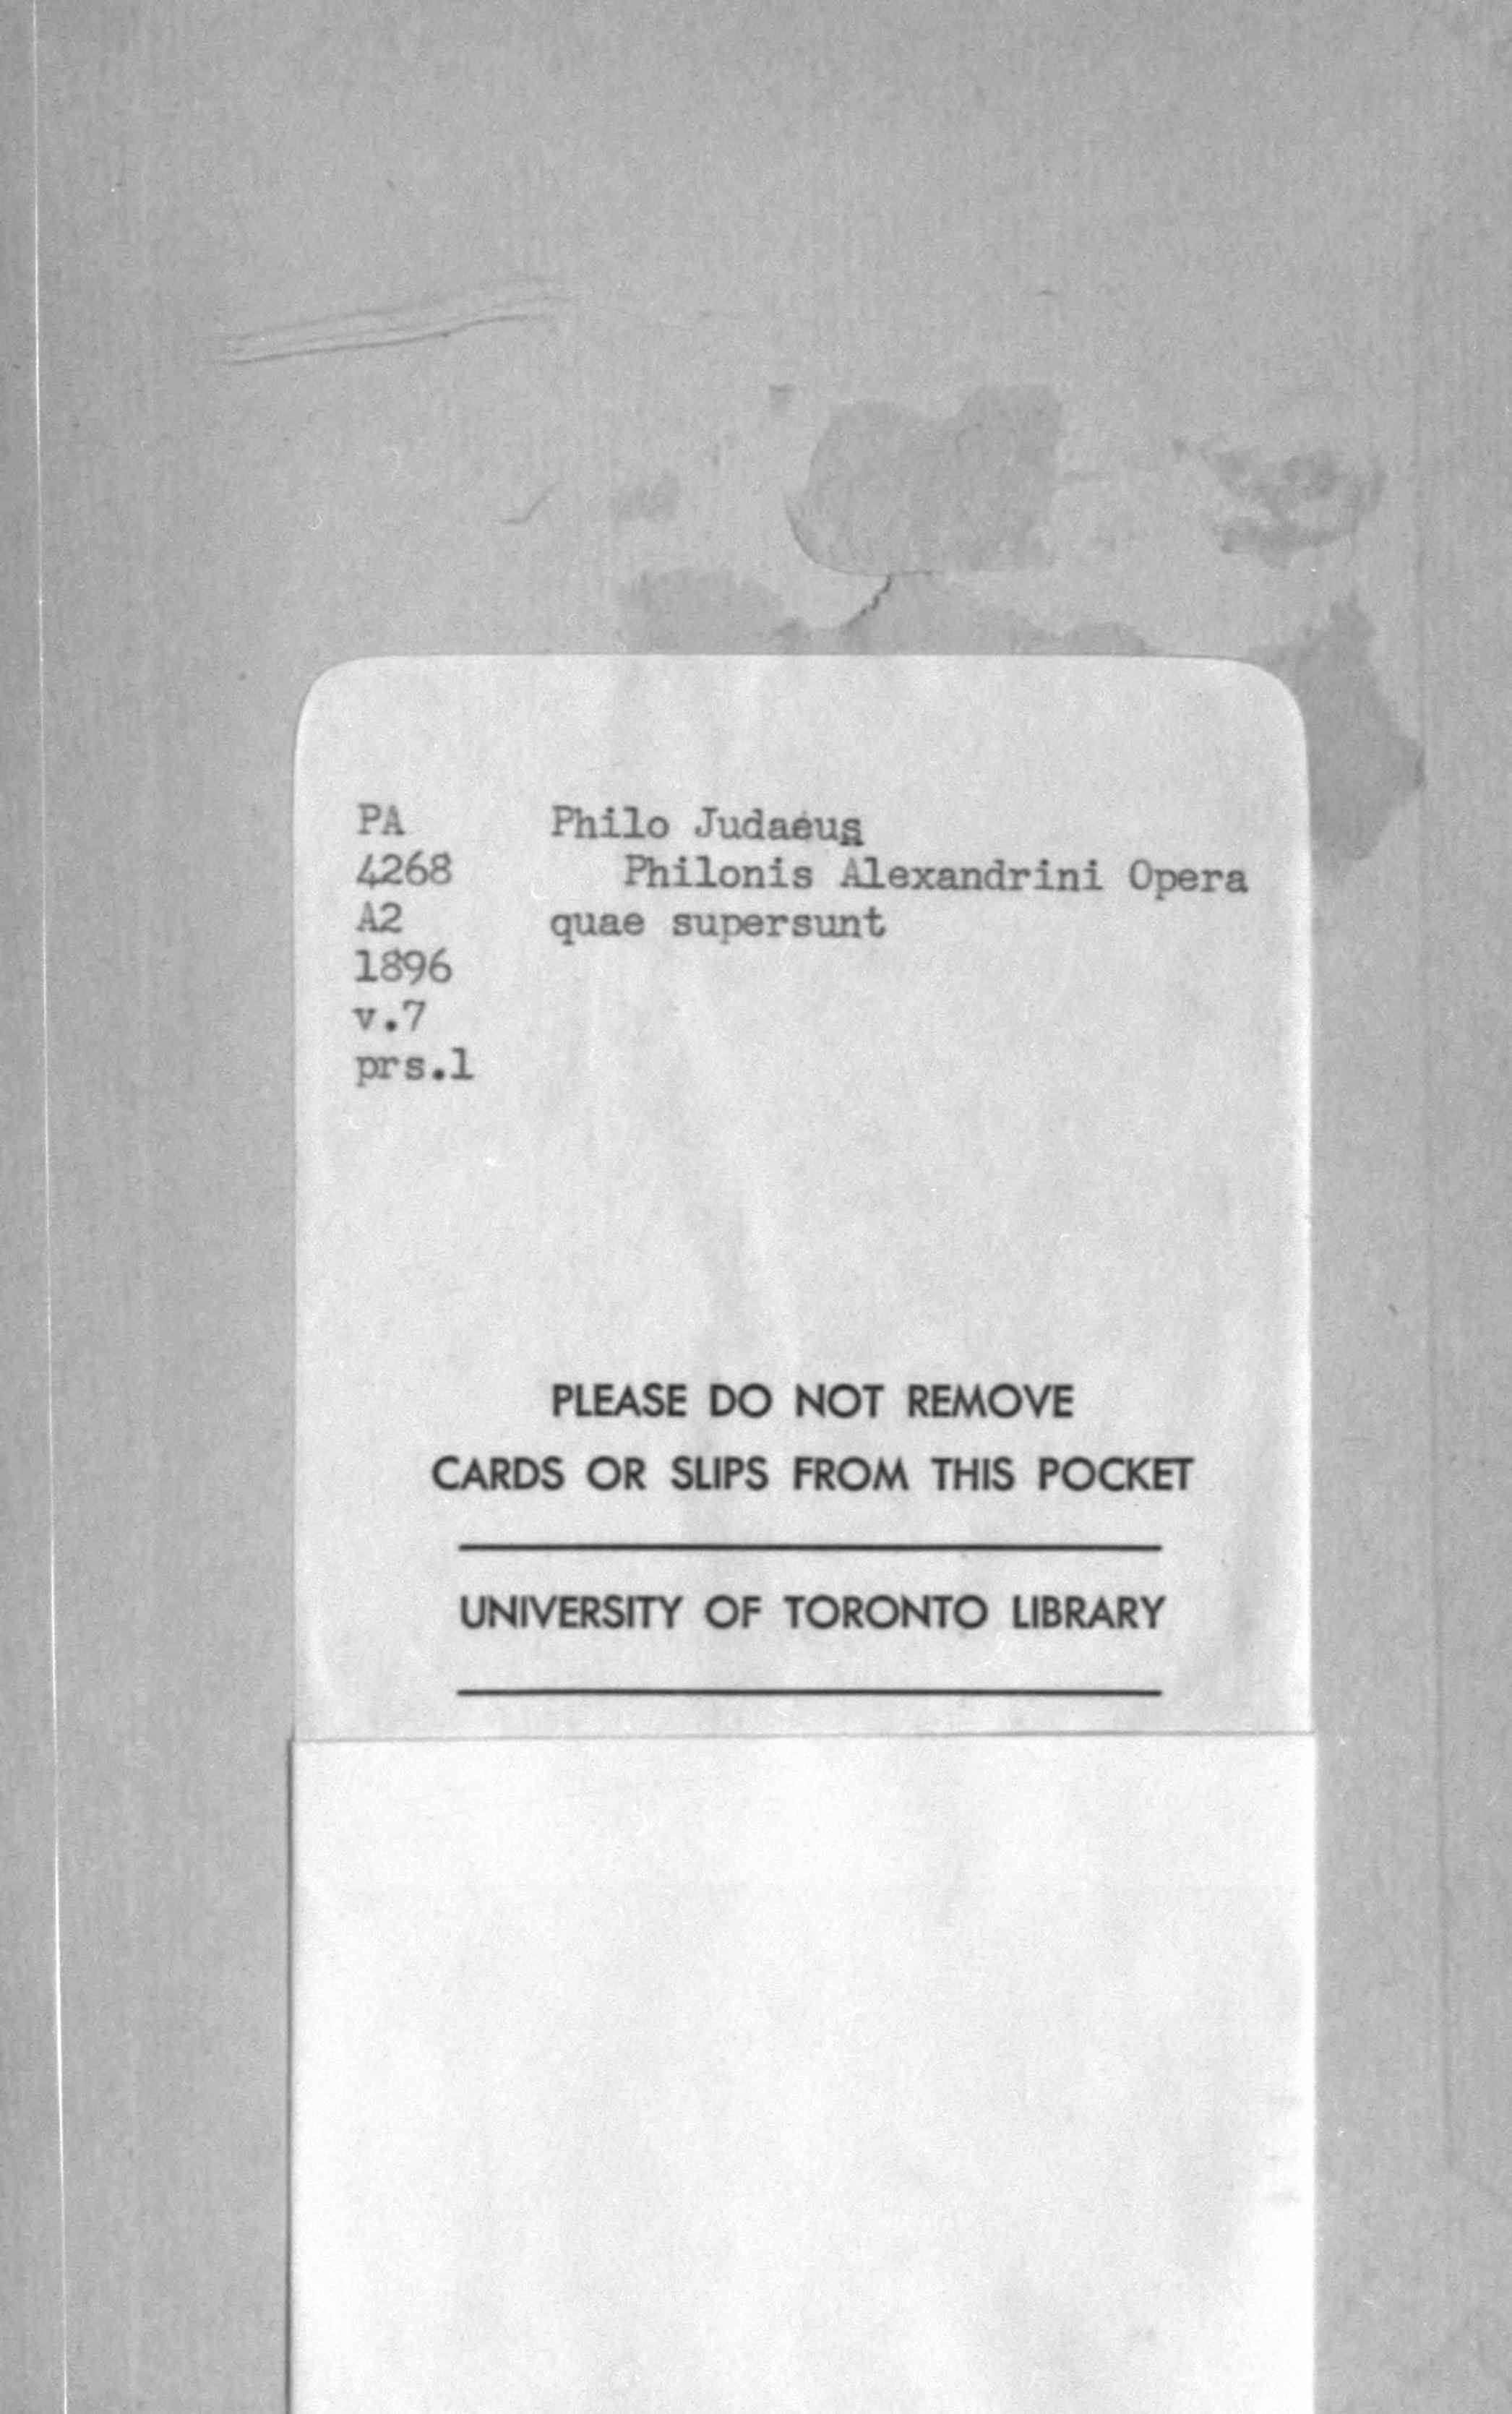 PA Philo Judaeus
4268 Philonis Alexandrini Opera
A2 quae supersunt
1896
v.7
prs.1
PLEASE DO NOT REMOVE
CARDS OR SLIPS FROM THIS POCKET
UNIVERSITY OF TORONTO LIBRARY